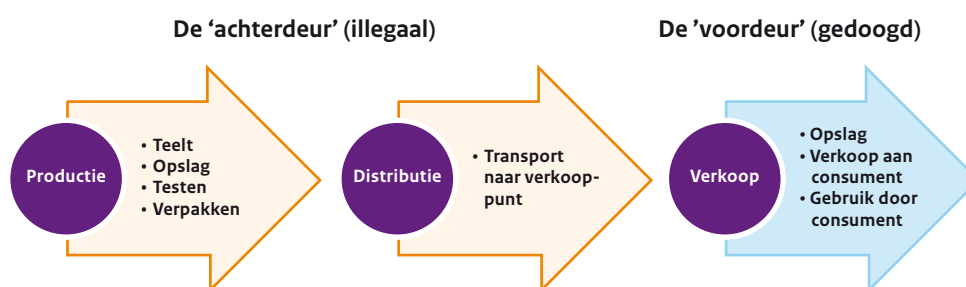 De ‘achterdeur’ (illegaal)
De ’voordeur’ (gedoogd)
Productie
• Teelt
• Opslag
• Testen
• Verpakken
Distributie
• Transport
naar verkoop-
punt
Verkoop
• Opslag
• Verkoop aan
consument
• Gebruik door
consument